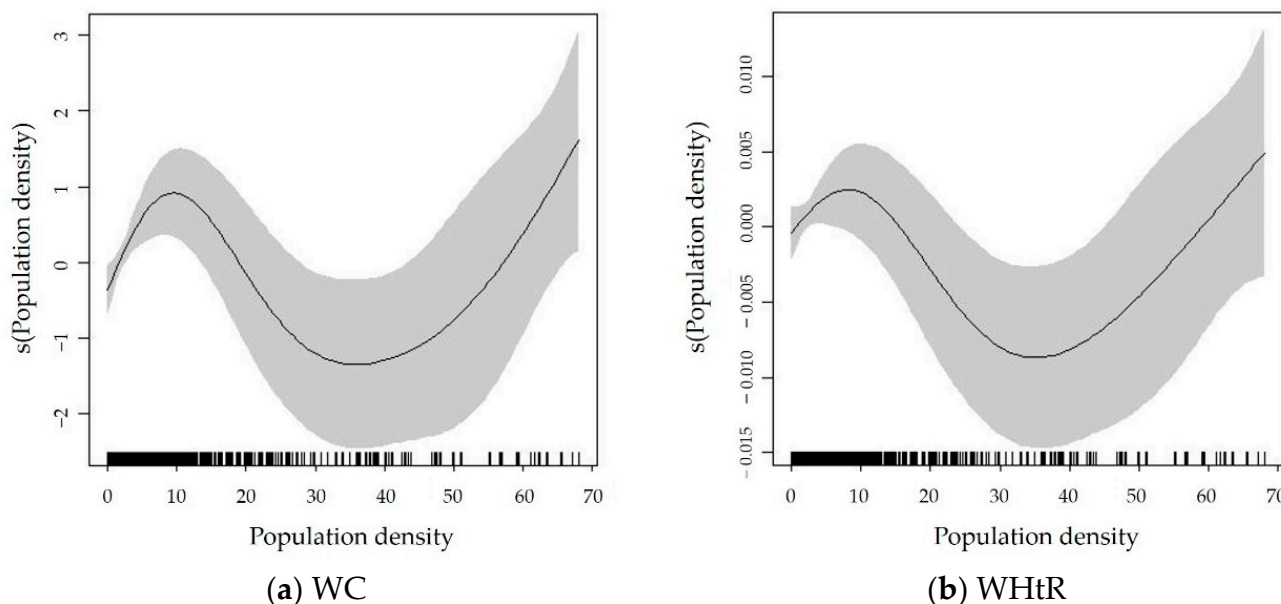 3
2
1
0
-1
-2
s(Population density)
0 10 20 30 40 50 60 70
Population density
(a) WC
0.010
0.005
0.000
-0.005
-0.010
-0.015
s(Population density)
0 10 20 30 40 50 60 70
Population density
(b) WHtR